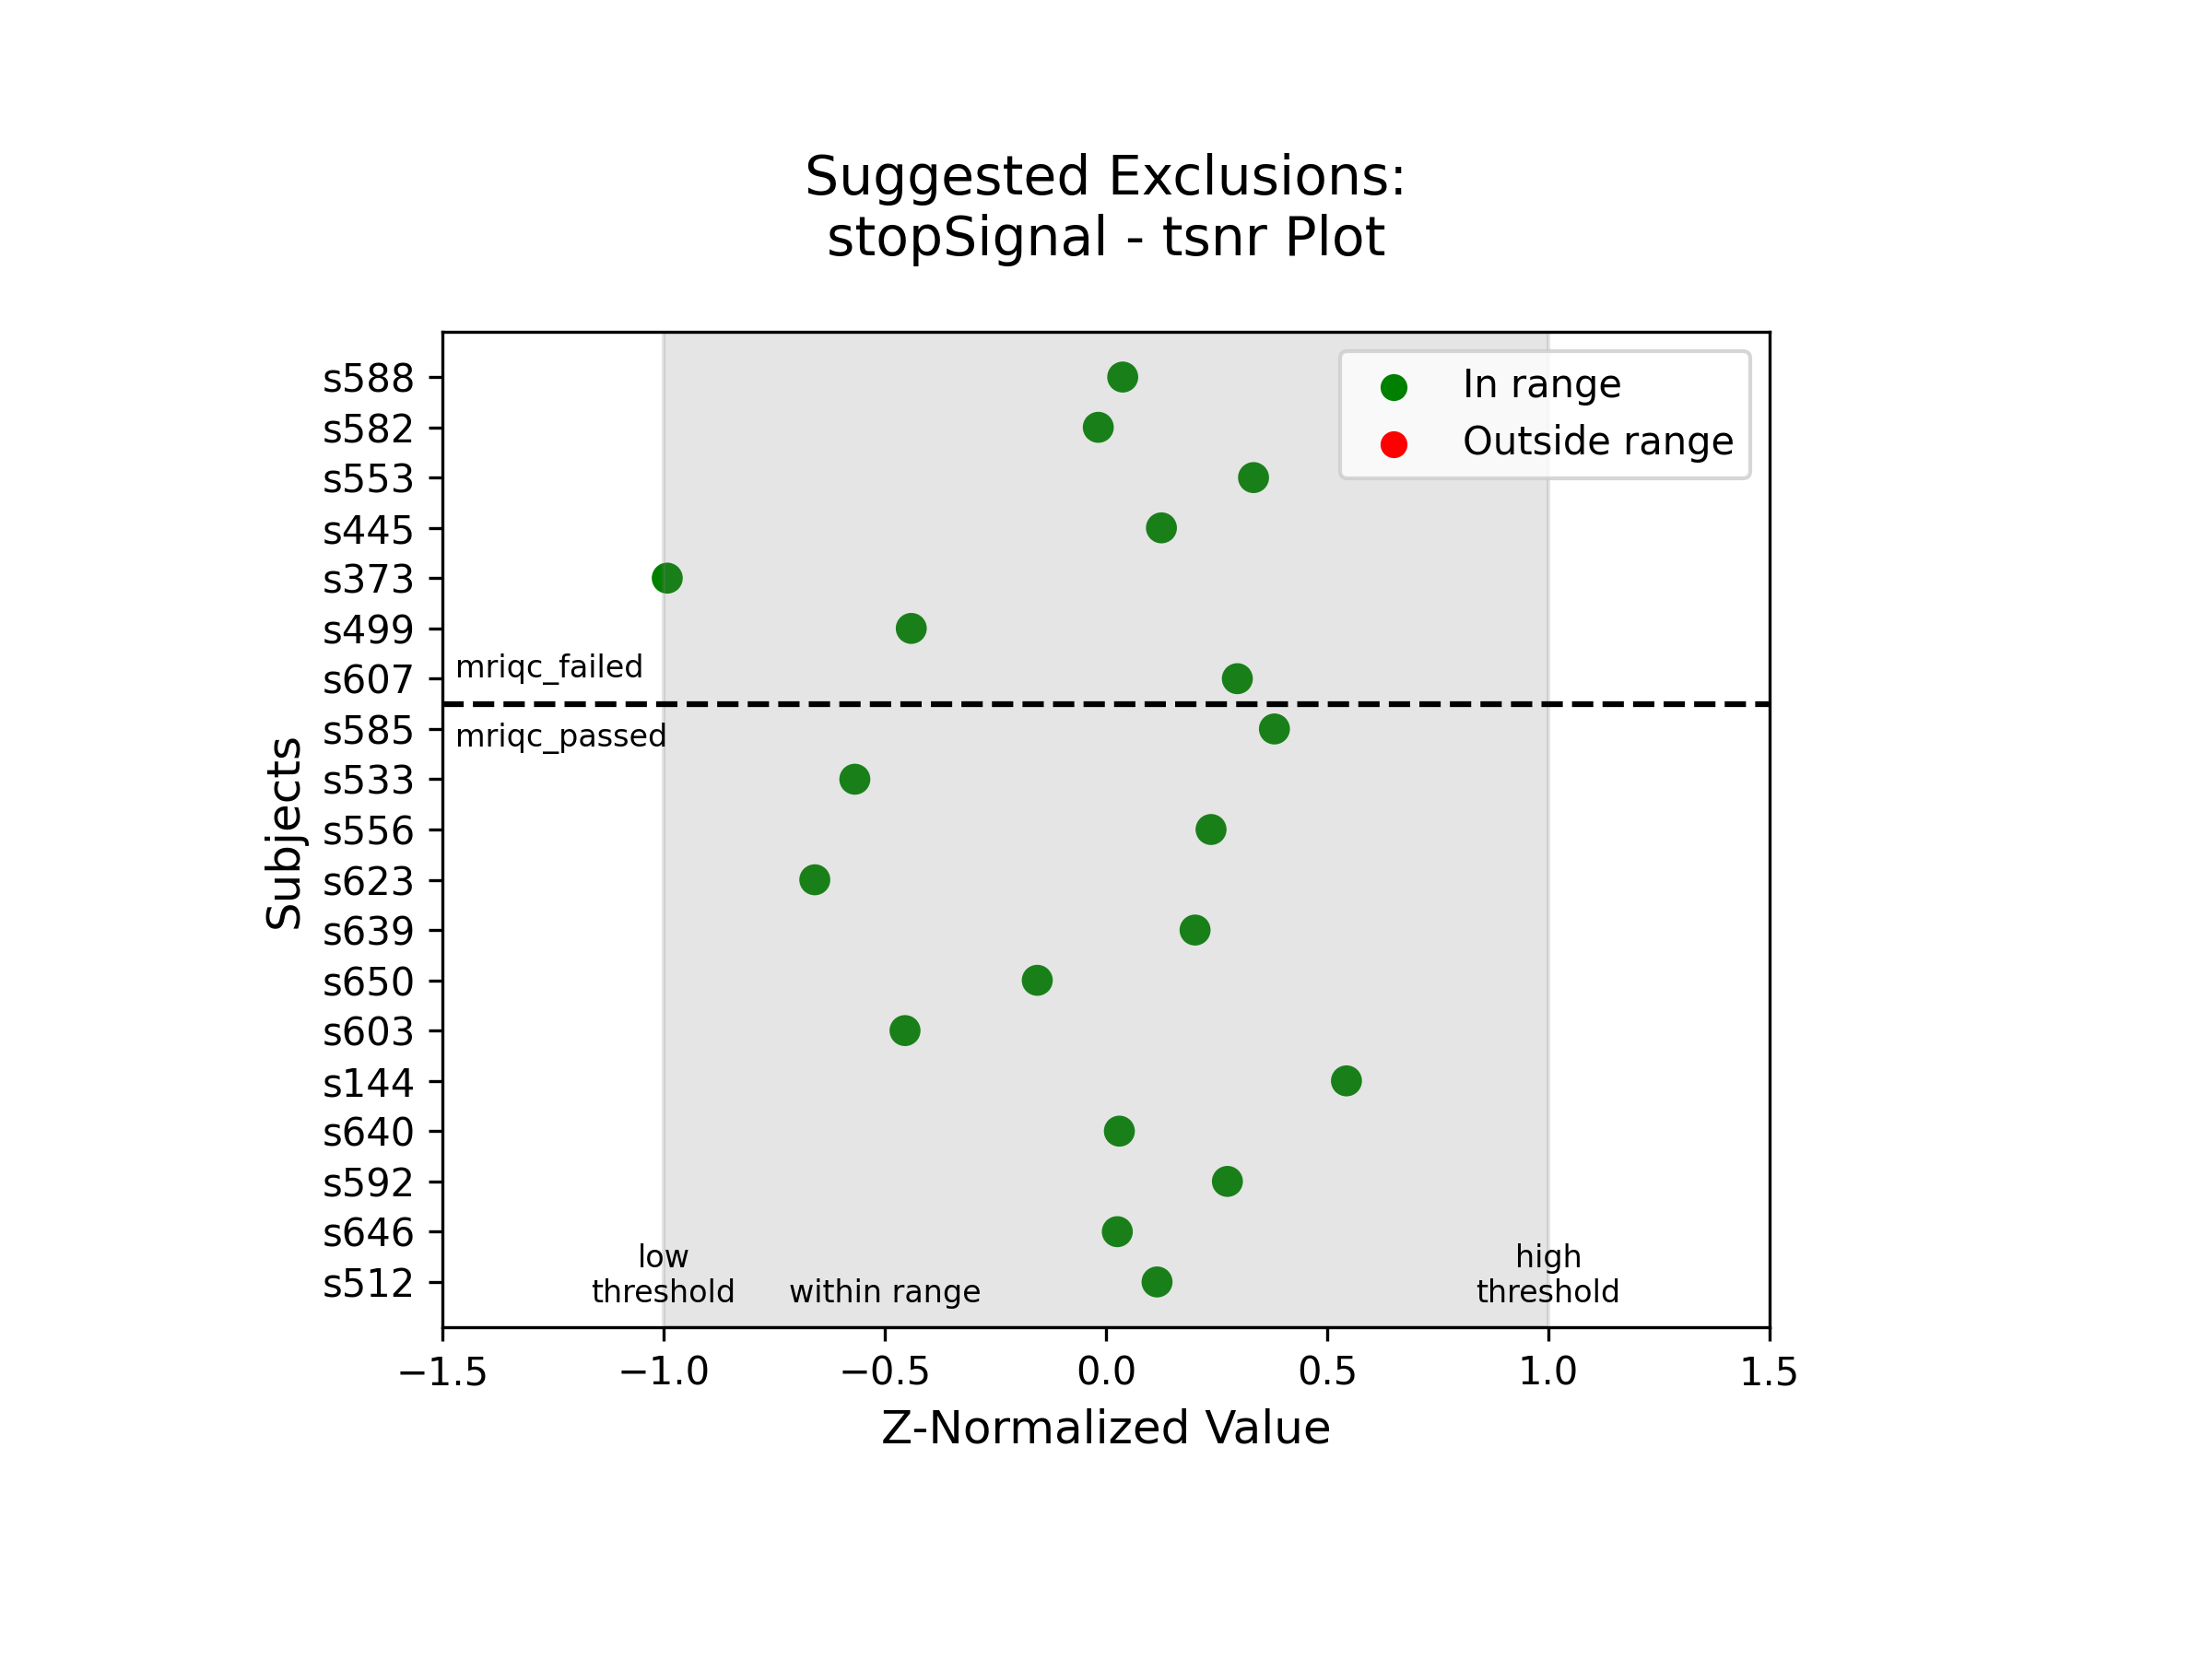 Suggested Exclusions:
stopSignal - tsnr Plot
In range
Outside range
s588
s582
s553
s445
s373
s499
s607
mriqc_failed
mriqc_passed
s585
s533
s556
s623
s639
s650
s603
s144
s640
s592
s646
s512
Subjects
low
threshold
within range
high
threshold
−1.5
−1.0
−0.5
0.0
0.5
1.0
1.5
Z-Normalized Value